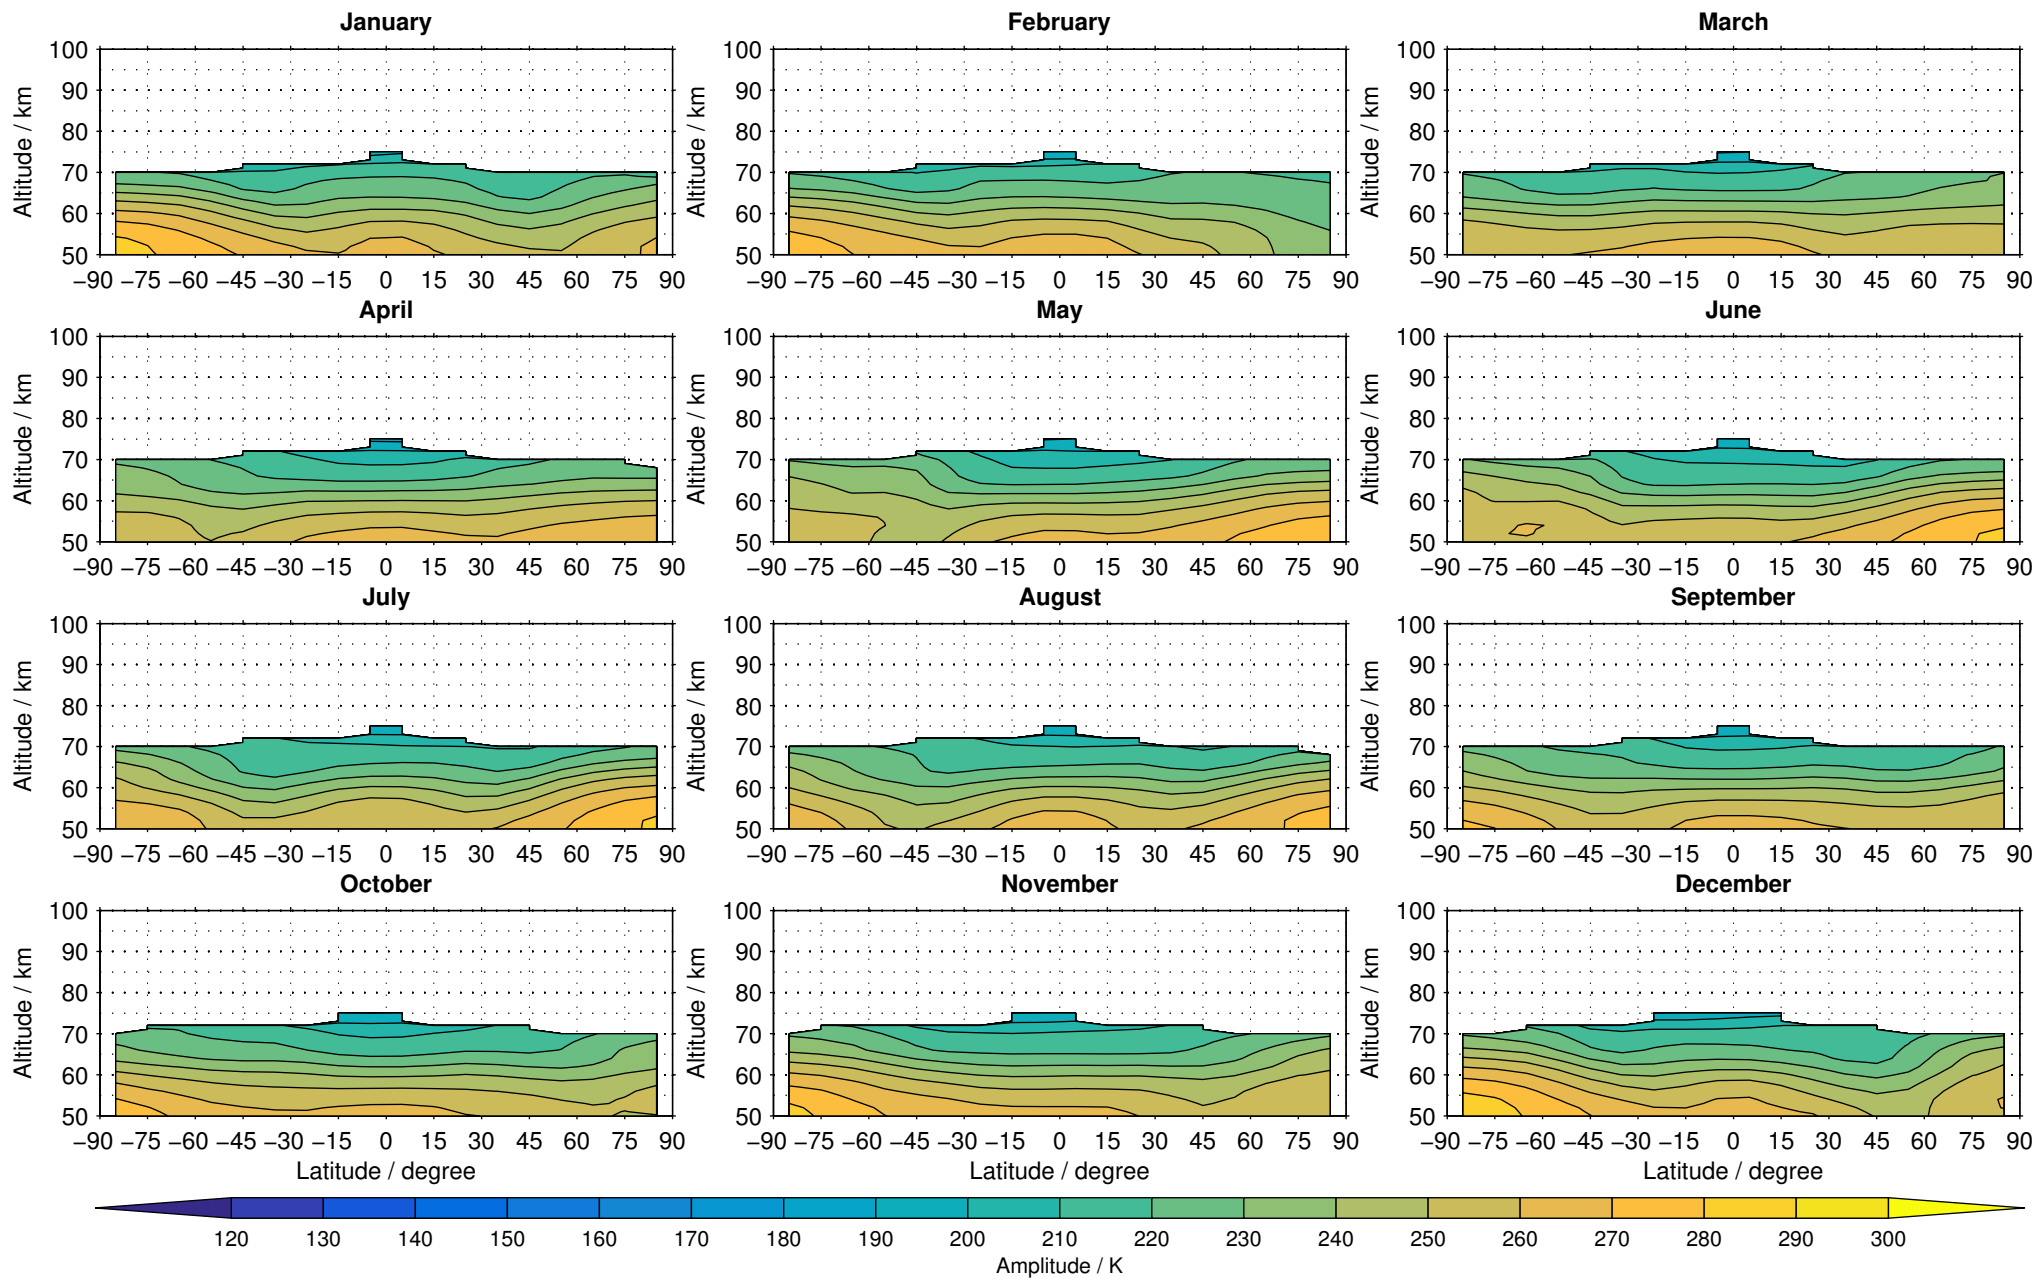 January February March
100 100 100
90 90 90
80 80 80
70 70 70
60 60 60
50 50 50
Altitude / km Altitude / km Altitude / km
−90 −75 −60 −45 −30 −15 0 15 30 45 60 75 90 −90 −75 −60 −45 −30 −15 0 15 30 45 60 75 90 −90 −75 −60 −45 −30 −15 0 15 30 45 60 75 90
April May June
100 100 100
90 90 90
80 80 80
70 70 70
60 60 60
50 50 50
Altitude / km Altitude / km Altitude / km
−90 −75 −60 −45 −30 −15 0 15 30 45 60 75 90 −90 −75 −60 −45 −30 −15 0 15 30 45 60 75 90 −90 −75 −60 −45 −30 −15 0 15 30 45 60 75 90
July August September
100 100 100
90 90 90
80 80 80
70 70 70
60 60 60
50 50 50
Altitude / km Altitude / km Altitude / km
−90 −75 −60 −45 −30 −15 0 15 30 45 60 75 90 −90 −75 −60 −45 −30 −15 0 15 30 45 60 75 90 −90 −75 −60 −45 −30 −15 0 15 30 45 60 75 90
October November December
100 100 100
90 90 90
80 80 80
70 70 70
60 60 60
50 50 50
Altitude / km Altitude / km Altitude / km
−90 −75 −60 −45 −30 −15 0 15 30 45 60 75 90 −90 −75 −60 −45 −30 −15 0 15 30 45 60 75 90 −90 −75 −60 −45 −30 −15 0 15 30 45 60 75 90
Latitude / degree Latitude / degree Latitude / degree
120 130 140 150 160 170 180 190 200 210 220 230 240 250 260 270 280 290 300
Amplitude / K